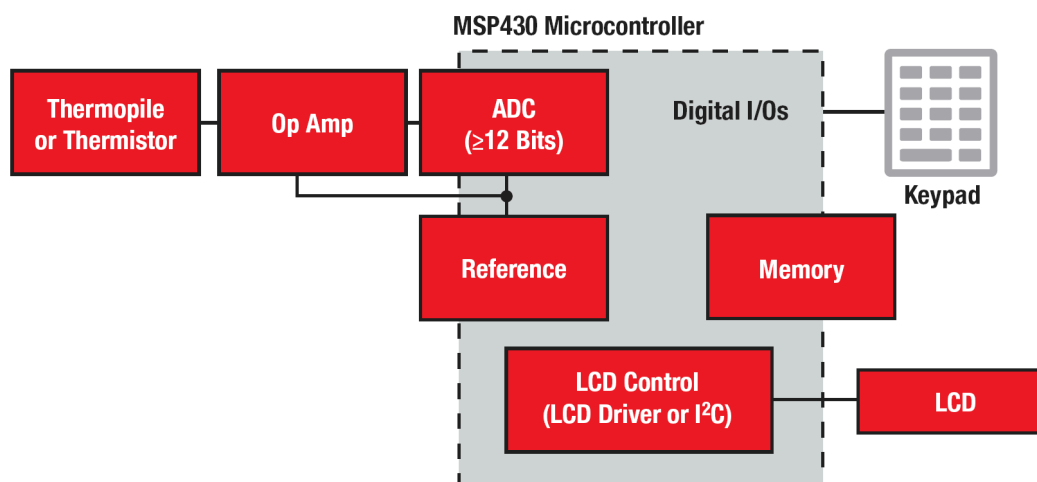 MSP430 Microcontroller
Thermopile
or Thermistor
Op Amp
ADC
(≥12 Bits)
Digital I/Os
Keypad
Reference
Memory
LCD Control
(LCD Driver or I²C)
LCD